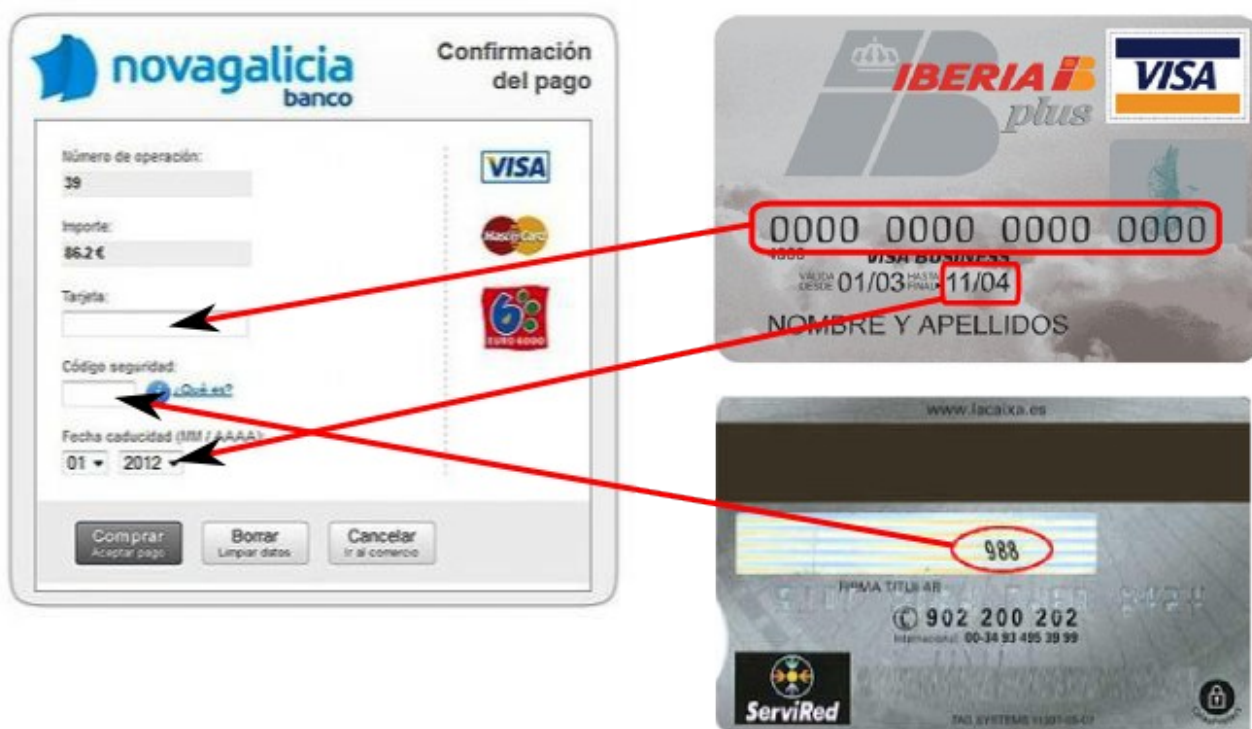 novagalicia
banco
Confirmación
del pago
Número de operación:
39
Importe:
86.2 €
Tarjeta:
Código seguridad:
¿Qué es?
Fecha caducidad (MM / AAAA):
01 2012
Comprar
Aceptar pago
Borrar
Limpiar datos
Cancelar
Ir al comercio
VISA
MasterCard
6
EURO 6000
IBERIA
plus
VISA
0000 0000 0000 0000
VISA BUSINESS
VÁLIDA DESDE 01/03 HASTA FINAL 11/04
NOMBRE Y APELLIDOS
www.lacaixa.es
988
FIRMA TITULAR
902 200 202
Internacional: 00-34 93 495 39 99
ServiRed